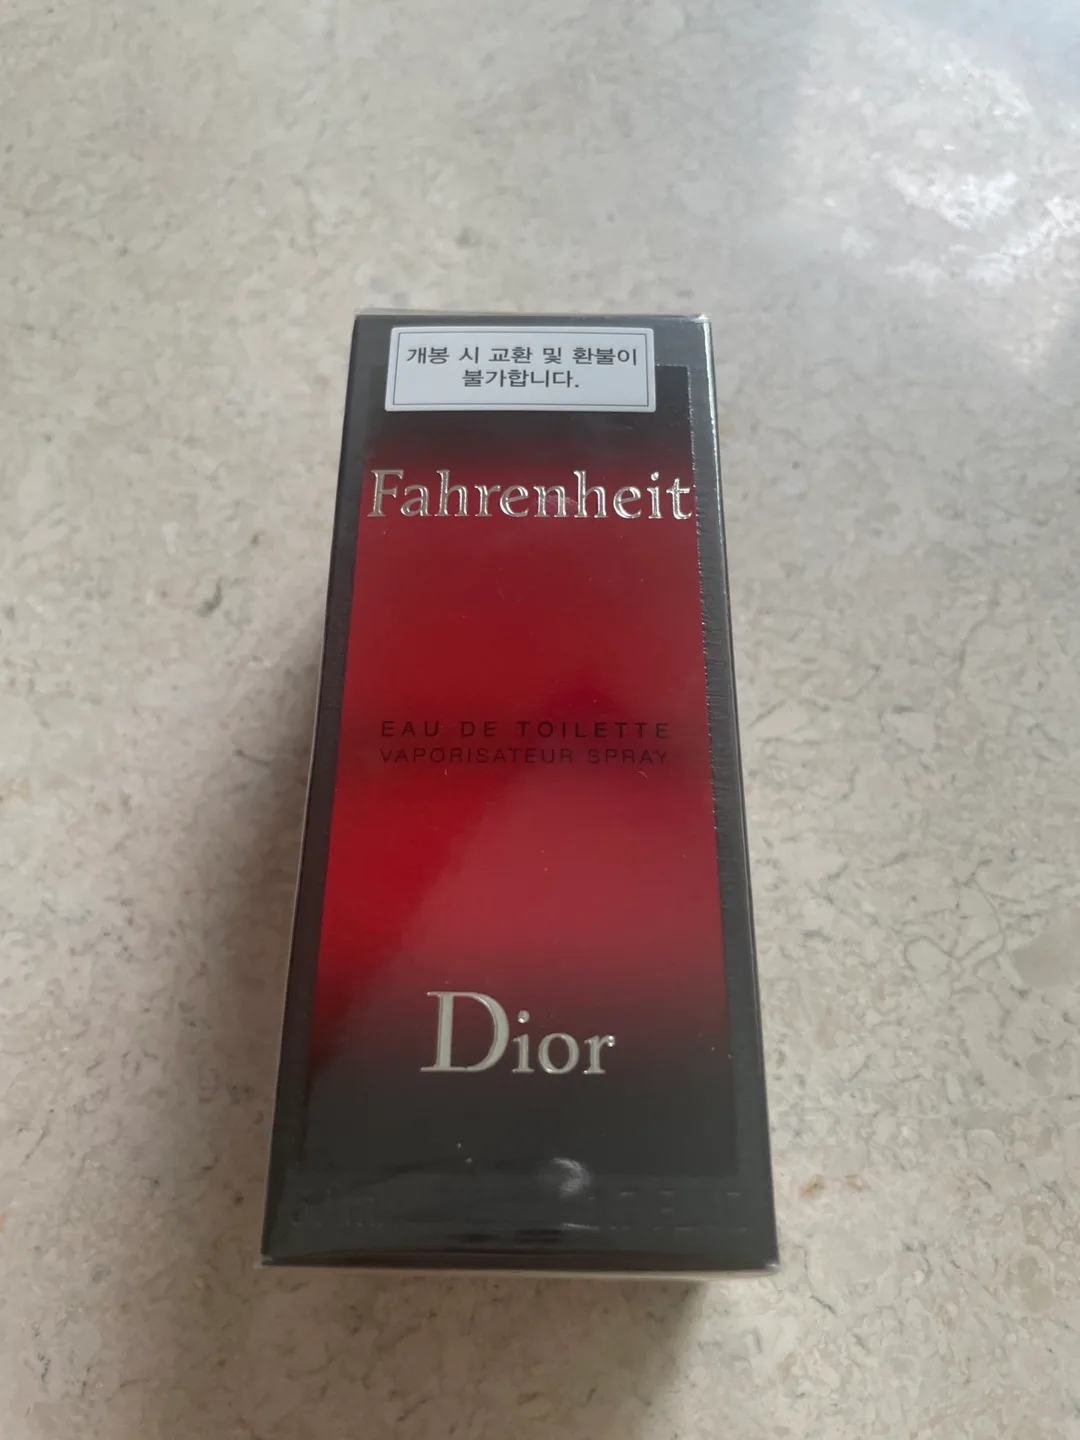 개봉 시 교환 및 환불이
불가합니다.
Fahrenheit
EAU DE TOILETTE
VAPORISATEUR SPRAY
Dior